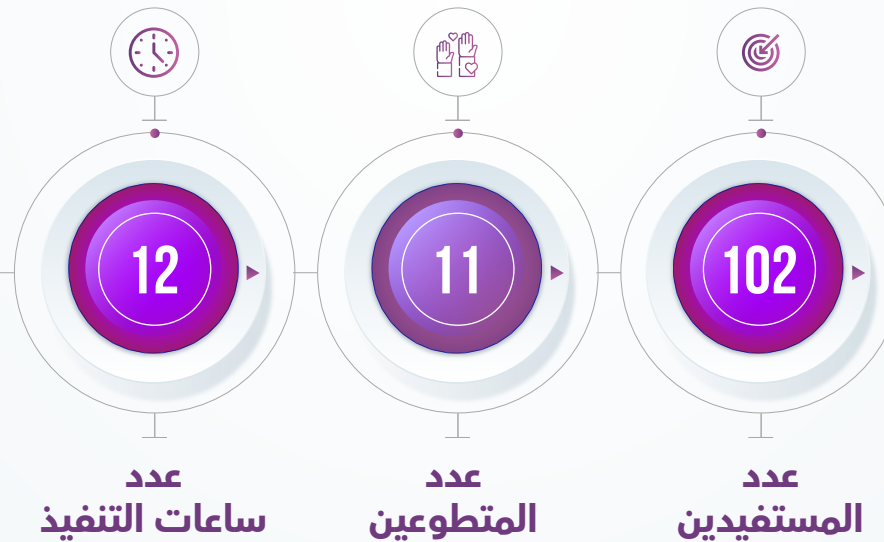 102
عدد
المستفيدين
11
عدد
المتطوعين
12
عدد
ساعات التنفيذ